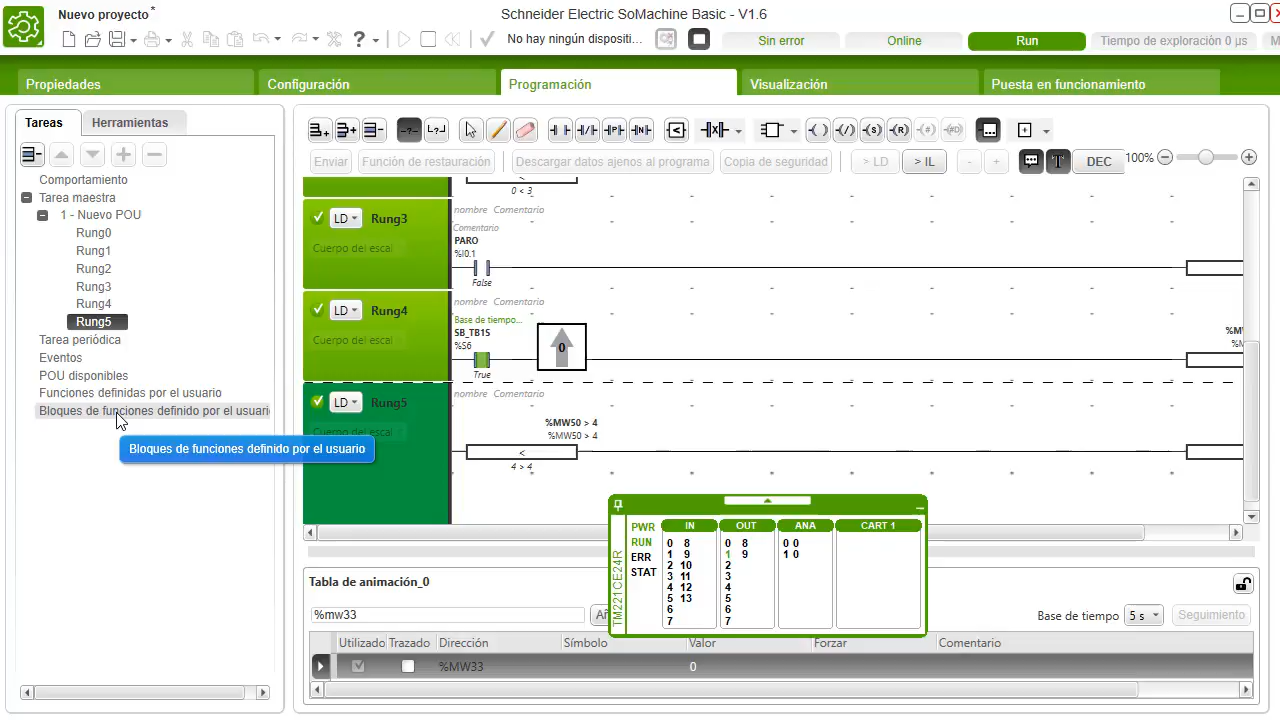 Nuevo proyecto *
Schneider Electric SoMachine Basic - V1.6
No hay ningún dispositi...
Sin error
Online
Run
Tiempo de exploración 0 µs
M
Propiedades
Configuración
Programación
Visualización
Puesta en funcionamiento
Tareas
Herramientas
Comportamiento
Tarea maestra
1 - Nuevo POU
Rung0
Rung1
Rung2
Rung3
Rung4
Rung5
Tarea periódica
Eventos
POU disponibles
Funciones definidas por el usuario
Bloques de funciones definido por el usuari
Bloques de funciones definido por el usuario
Enviar
Función de restauración
Descargar datos ajenos al programa
Copia de seguridad
> LD
> IL
-
+
T
DEC
100%
<
0 < 3
LD
Rung3
Cuerpo del escal
nombre Comentario
Comentario
PARO
%I0.1
False
LD
Rung4
Cuerpo del escal
nombre Comentario
Base de tiempo...
SB_TB1S
%S6
True
0
%MW
LD
Rung5
Cuerpo del escal
nombre Comentario
%MW50 > 4
%MW50 > 4
<
4 > 4
TM221CE24R
PWR
RUN
ERR
STAT
IN
0 8
1 9
2 10
3 11
4 12
5 13
6
7
OUT
0 8
1 9
2
3
4
5
6
7
ANA
0 0
1 0
CART 1
Tabla de animación_0
%mw33
Base de tiempo
5 s
Seguimiento
Utilizado
Trazado
Dirección
Símbolo
Valor
Forzar
Comentario
%MW33
0